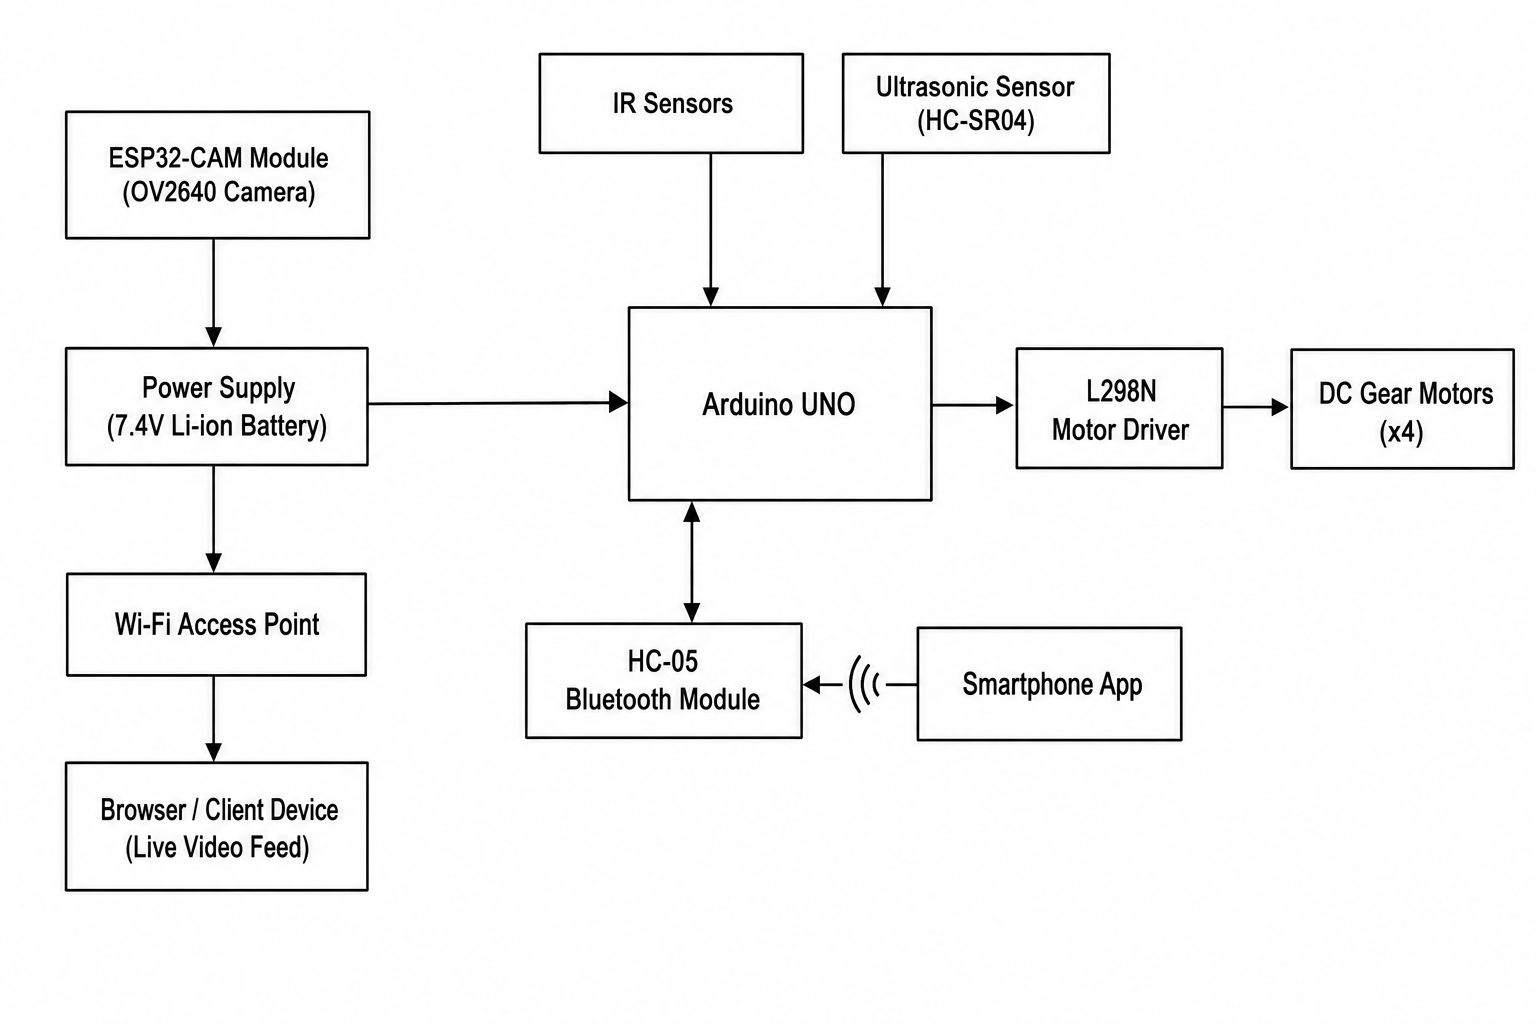 IR Sensors
Ultrasonic Sensor
(HC-SR04)
ESP32-CAM Module
(OV2640 Camera)
Power Supply
(7.4V Li-ion Battery)
Arduino UNO
L298N
Motor Driver
DC Gear Motors
(x4)
Wi-Fi Access Point
HC-05
Bluetooth Module
Smartphone App
Browser / Client Device
(Live Video Feed)